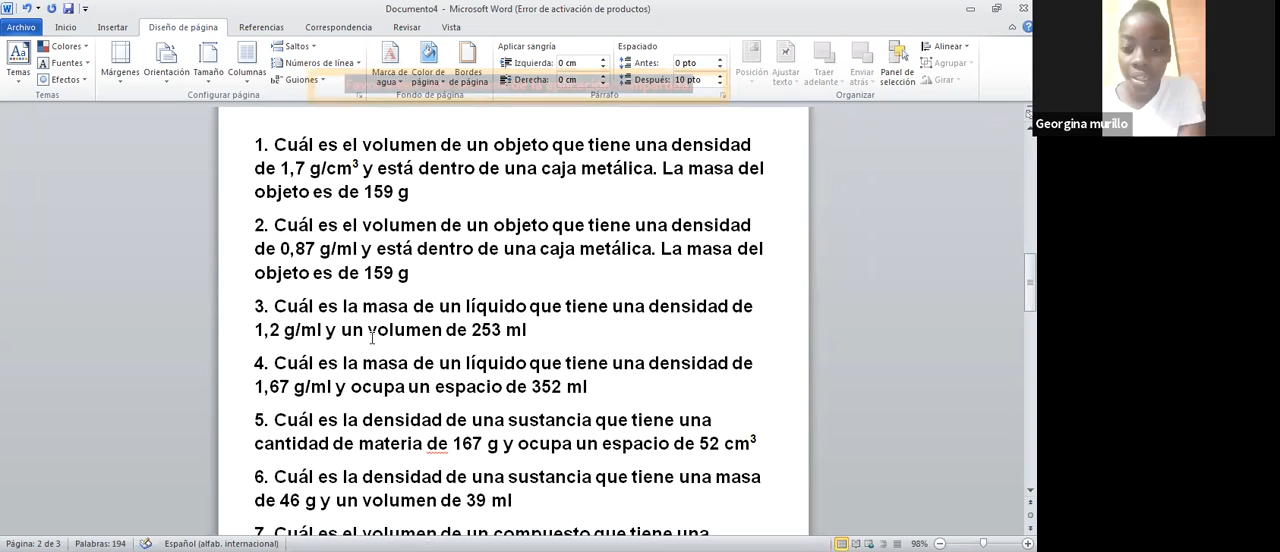 Documento4 - Microsoft Word (Error de activación de productos)
Archivo Inicio Insertar Diseño de página Referencias Correspondencia Revisar Vista
Colores
Fuentes
Efectos
Temas
Temas
Márgenes Orientación Tamaño Columnas
Saltos
Números de línea
Guiones
Configurar página
Marca de agua
Color de página
Bordes de página
Fondo de página
Aplicar sangría
Izquierda: 0 cm
Derecha: 0 cm
Espaciado
Antes: 0 pto
Después: 10 pto
Párrafo
Posición
Ajustar texto
Traer adelante
Enviar atrás
Panel de selección
Alinear
Agrupar
Girar
Organizar
Georgina murillo
1. Cuál es el volumen de un objeto que tiene una densidad
de 1,7 g/cm³ y está dentro de una caja metálica. La masa del
objeto es de 159 g
2. Cuál es el volumen de un objeto que tiene una densidad
de 0,87 g/ml y está dentro de una caja metálica. La masa del
objeto es de 159 g
3. Cuál es la masa de un líquido que tiene una densidad de
1,2 g/ml y un volumen de 253 ml
4. Cuál es la masa de un líquido que tiene una densidad de
1,67 g/ml y ocupa un espacio de 352 ml
5. Cuál es la densidad de una sustancia que tiene una
cantidad de materia de 167 g y ocupa un espacio de 52 cm³
6. Cuál es la densidad de una sustancia que tiene una masa
de 46 g y un volumen de 39 ml
7. Cuál es el volumen de un compuesto que tiene una
Página: 2 de 3 Palabras: 194 Español (alfab. internacional) 98%